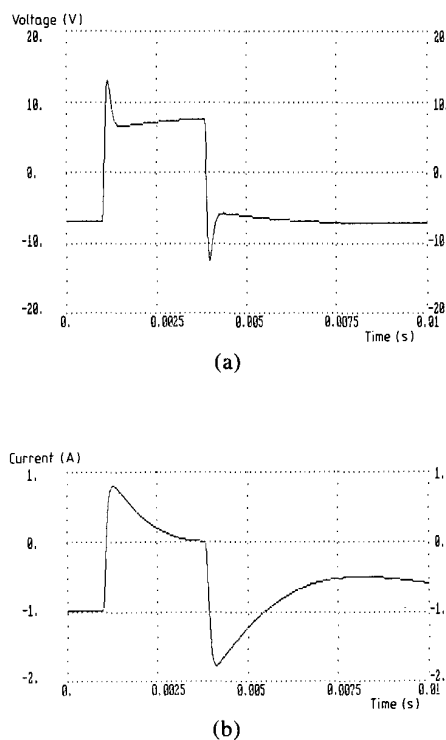 Voltage (V)
20. 20.
10. 10.
0. 0.
-10. -10.
-20. -20
0. 0.0025 0.005 0.0075 0.01
Time (s)
(a)
Current (A)
1. 1.
0. 0.
-1. -1.
-2. -2.
0. 0.0025 0.005 0.0075 0.01
Time (s)
(b)